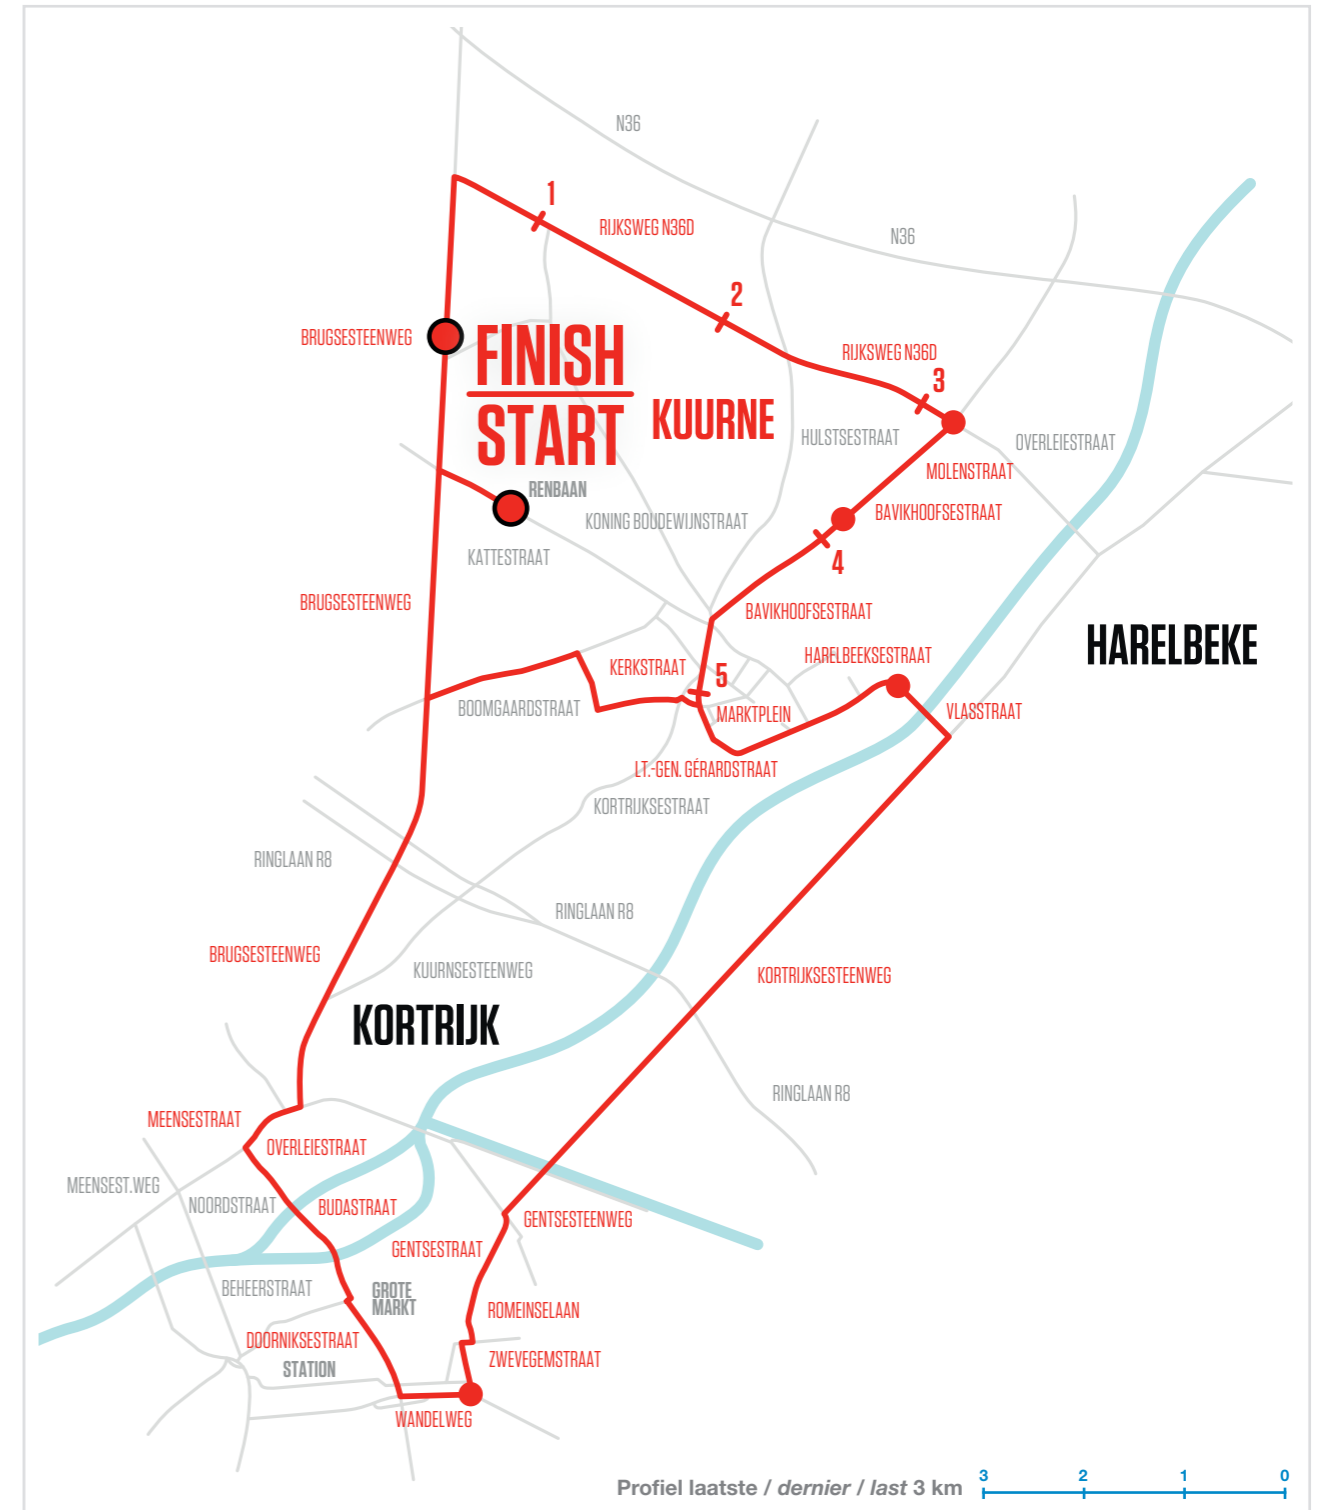 N36
1
RIJKSWEG N36D
N36
2
BRUGSESTEENWEG
FINISH
START
RIJKSWEG N36D
3
KUURNE
HULSTSESTRAAT
OVERLEIESTRAAT
MOLENSTRAAT
RENBAAN
BAVIKHOOFSESTRAAT
KONING BOUDEWIJNSTRAAT
KATTESTRAAT
4
BRUGSESTEENWEG
BAVIKHOOFSESTRAAT
HARELBEKE
HARELBEEKSESTRAAT
KERKSTRAAT
5
BOOMGAARDSTRAAT
MARKTPLEIN
VLASSTRAAT
LT.-GEN. GÉRARDSTRAAT
KORTRIJKSESTRAAT
RINGLAAN R8
RINGLAAN R8
BRUGSESTEENWEG
KUURNSESTEENWEG
KORTRIJKSESTEENWEG
KORTRIJK
RINGLAAN R8
MEENSESTRAAT
OVERLEIESTRAAT
MEENSEST.WEG
NOORDSTRAAT
BUDASTRAAT
GENTSESTEENWEG
GENTSESTRAAT
BEHEERSTRAAT
GROTE
MARKT
ROMEINSELAAN
DOORNIKSESTRAAT
ZWEVEGEMSTRAAT
STATION
WANDELWEG
Profiel laatste / dernier / last 3 km
3 2 1 0